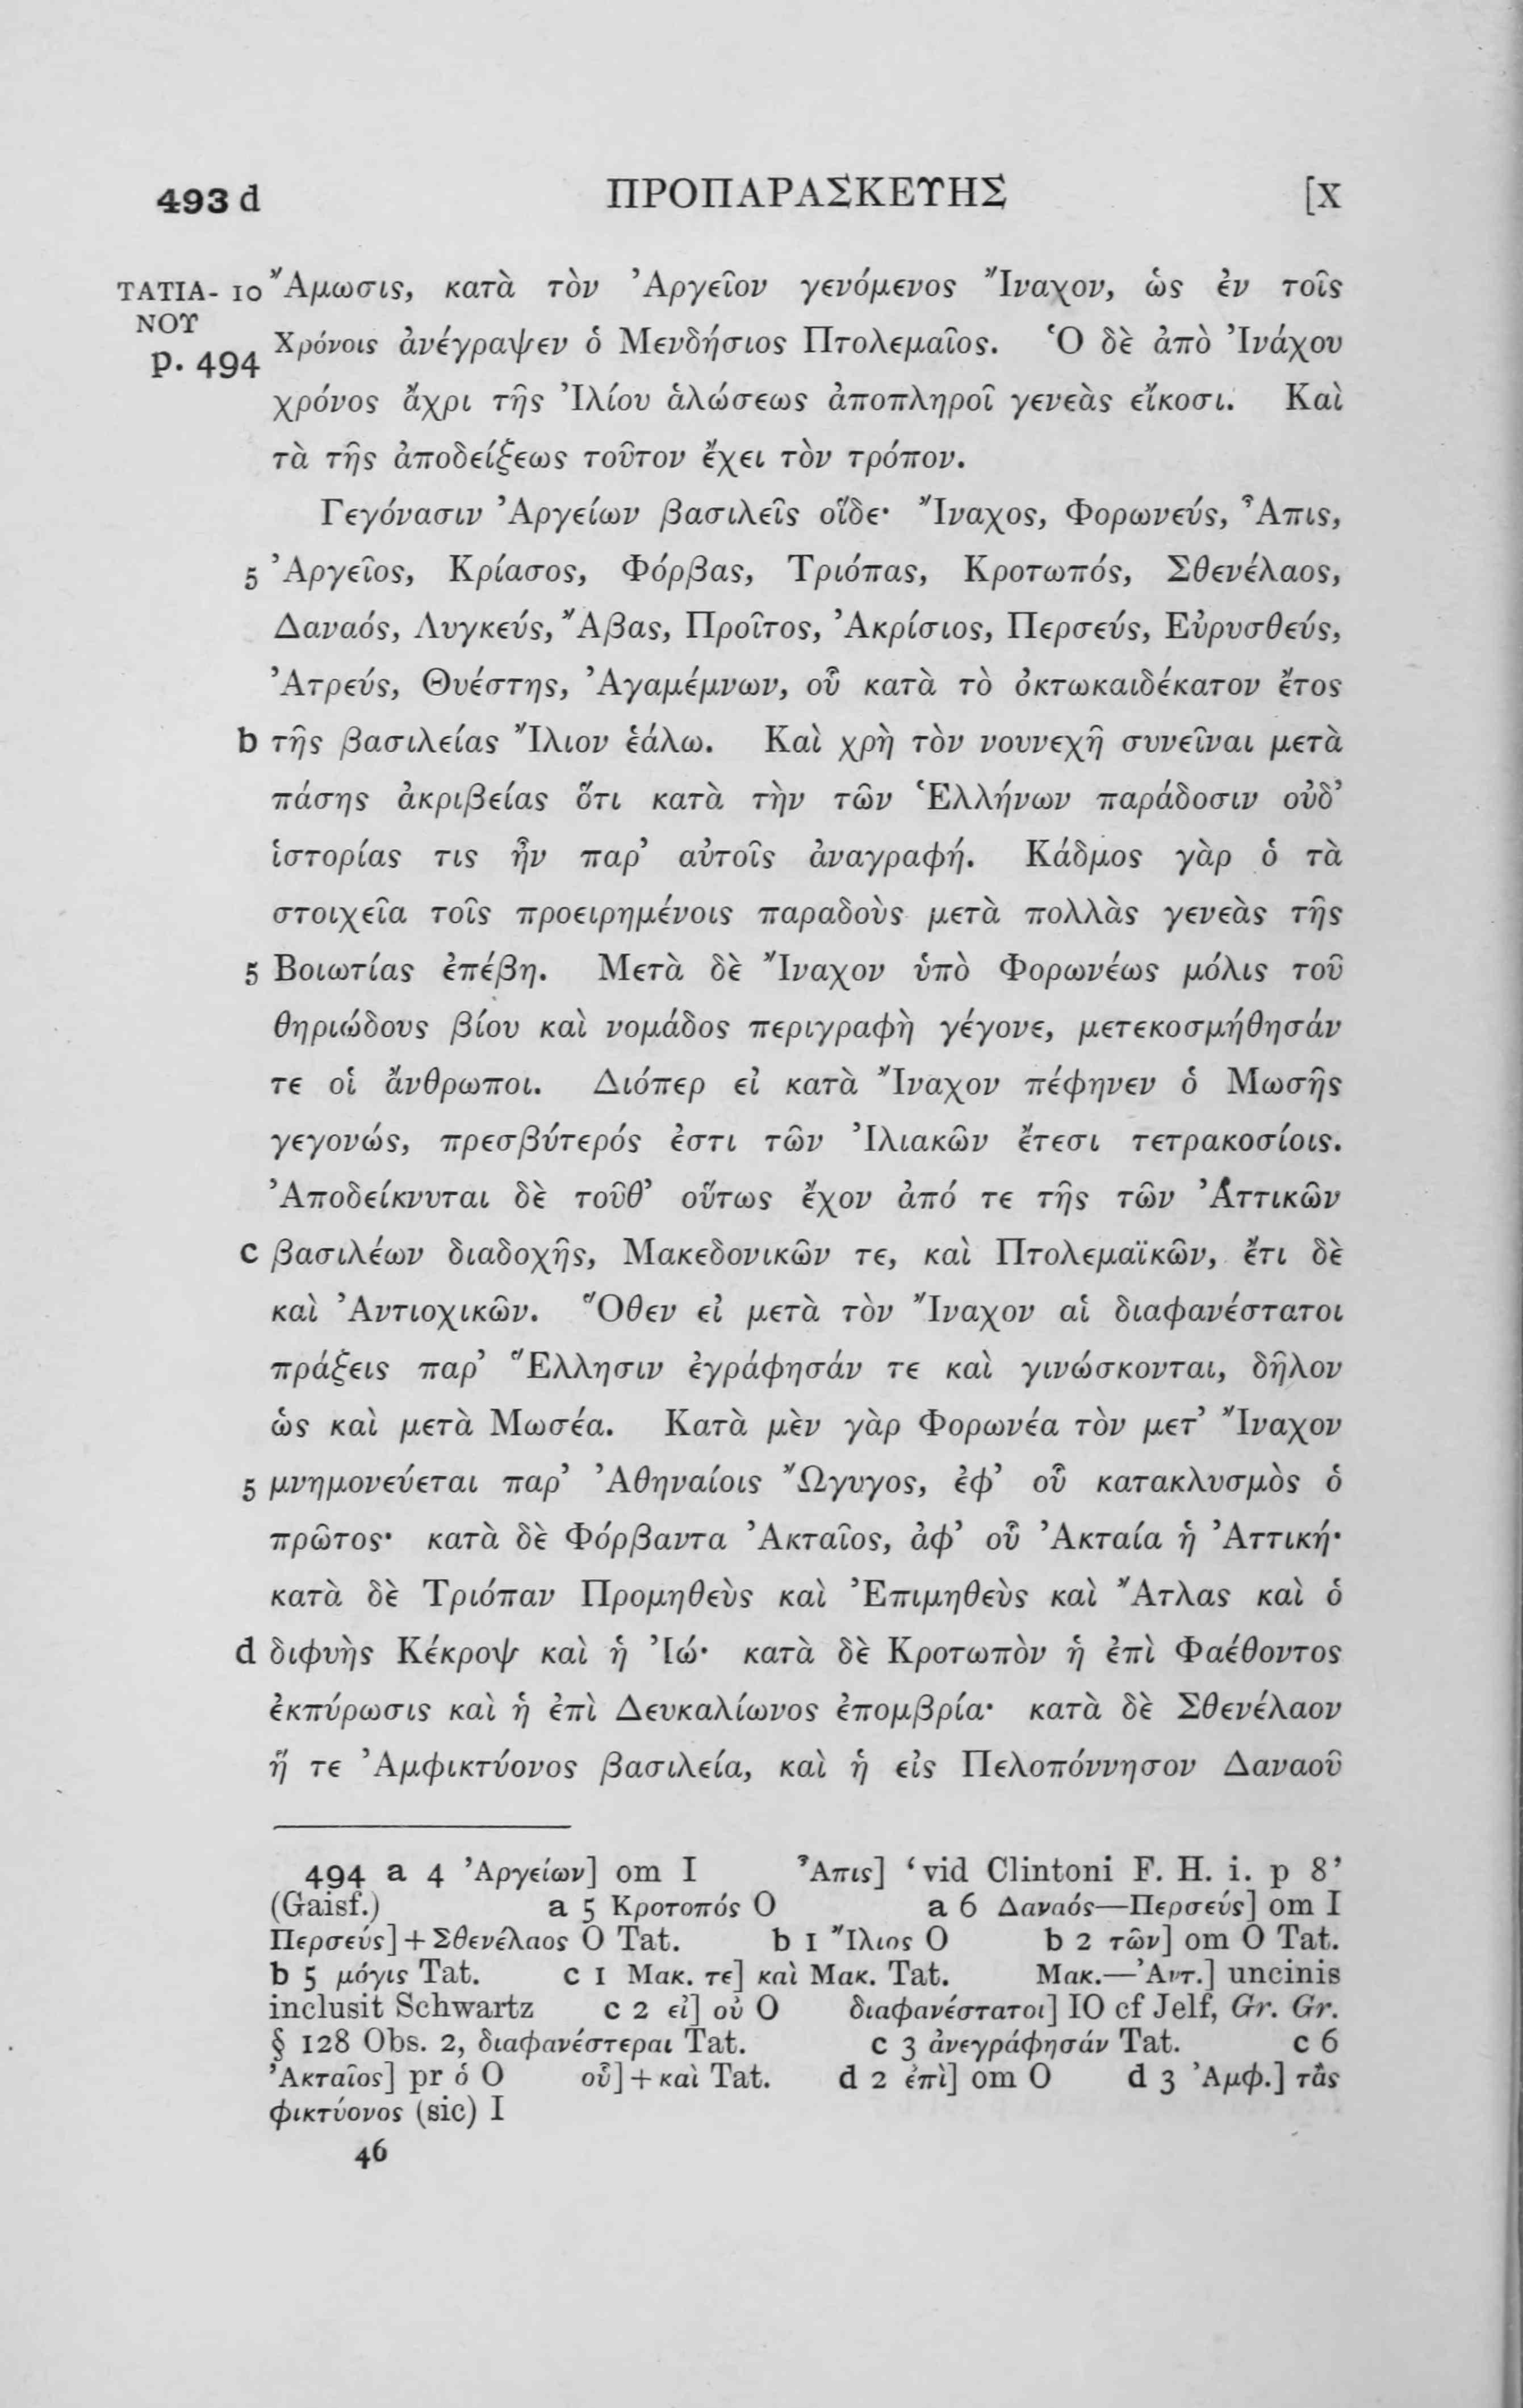 493 d ΠΡΟΠΑΡΑΣΚΕΥΗΣ [X
ΤΑΤΙΑ- 10 Ἄμωσις, κατὰ τὸν Ἀργεῖον γενόμενος Ἴναχον, ὡς ἐν τοῖς
ΝΟΥ
p. 494 Χρόνοις ἀνέγραψεν ὁ Μενδήσιος Πτολεμαῖος. Ὁ δὲ ἀπὸ Ἰνάχου
χρόνος ἄχρι τῆς Ἰλίου ἁλώσεως ἀποπληροῖ γενεὰς εἴκοσι. Καὶ
τὰ τῆς ἀποδείξεως τοῦτον ἔχει τὸν τρόπον.
Γεγόνασιν Ἀργείων βασιλεῖς οἵδε· Ἴναχος, Φορωνεύς, Ἆπις,
5 Ἀργεῖος, Κρίασος, Φόρβας, Τριόπας, Κροτωπός, Σθενέλαος,
Δαναός, Λυγκεύς, Ἄβας, Προῖτος, Ἀκρίσιος, Περσεύς, Εὐρυσθεύς,
Ἀτρεύς, Θυέστης, Ἀγαμέμνων, οὗ κατὰ τὸ ὀκτωκαιδέκατον ἔτος
b τῆς βασιλείας Ἴλιον ἑάλω. Καὶ χρὴ τὸν νουνεχῆ συνεῖναι μετὰ
πάσης ἀκριβείας ὅτι κατὰ τὴν τῶν Ἑλλήνων παράδοσιν οὐδ’
ἱστορίας τις ἦν παρ’ αὐτοῖς ἀναγραφή. Κάδμος γὰρ ὁ τὰ
στοιχεῖα τοῖς προειρημένοις παραδοὺς μετὰ πολλὰς γενεὰς τῆς
5 Βοιωτίας ἐπέβη. Μετὰ δὲ Ἴναχον ὑπὸ Φορωνέως μόλις τοῦ
θηριώδους βίου καὶ νομάδος περιγραφὴ γέγονε, μετεκοσμήθησάν
τε οἱ ἄνθρωποι. Διόπερ εἰ κατὰ Ἴναχον πέφηνεν ὁ Μωσῆς
γεγονώς, πρεσβύτερός ἐστι τῶν Ἰλιακῶν ἔτεσι τετρακοσίοις.
Ἀποδείκνυται δὲ τοῦθ’ οὕτως ἔχον ἀπό τε τῆς τῶν Ἀττικῶν
c βασιλέων διαδοχῆς, Μακεδονικῶν τε, καὶ Πτολεμαϊκῶν, ἔτι δὲ
καὶ Ἀντιοχικῶν. Ὅθεν εἰ μετὰ τὸν Ἴναχον αἱ διαφανέστατοι
πράξεις παρ’ Ἕλλησιν ἐγράφησάν τε καὶ γινώσκονται, δῆλον
ὡς καὶ μετὰ Μωσέα. Κατὰ μὲν γὰρ Φορωνέα τὸν μετ’ Ἴναχον
5 μνημονεύεται παρ’ Ἀθηναίοις Ὤγυγος, ἐφ’ οὗ κατακλυσμὸς ὁ
πρῶτος· κατὰ δὲ Φόρβαντα Ἀκταῖος, ἀφ’ οὗ Ἀκταία ἡ Ἀττική·
κατὰ δὲ Τριόπαν Προμηθεὺς καὶ Ἐπιμηθεὺς καὶ Ἄτλας καὶ ὁ
d διφυὴς Κέκροψ καὶ ἡ Ἰώ· κατὰ δὲ Κροτωπὸν ἡ ἐπὶ Φαέθοντος
ἐκπύρωσις καὶ ἡ ἐπὶ Δευκαλίωνος ἐπομβρία· κατὰ δὲ Σθενέλαον
ἥ τε Ἀμφικτύονος βασιλεία, καὶ ἡ εἰς Πελοπόννησον Δαναοῦ
494 a 4 Ἀργείων] om I Ἆπις] ‘vid Clintoni F. H. i. p 8’
(Gaisf.) a 5 Κροτοπός O a 6 Δαναός—Περσεύς] om I
Περσεύς] + Σθενέλαος O Tat. b 1 Ἴλιος O b 2 τῶν] om O Tat.
b 5 μόγις Tat. c 1 Μακ. τε] καὶ Μακ. Tat. Μακ.—Ἀντ.] uncinis
inclusit Schwartz c 2 εἰ] οὐ O διαφανέστατοι] IO cf Jelf, Gr. Gr.
§ 128 Obs. 2, διαφανέστεραι Tat. c 3 ἀνεγράφησάν Tat. c 6
Ἀκταῖος] pr ὁ O οὗ] + καὶ Tat. d 2 ἐπὶ] om O d 3 Ἀμφ.] τὰς
φικτύονος (sic) I
46